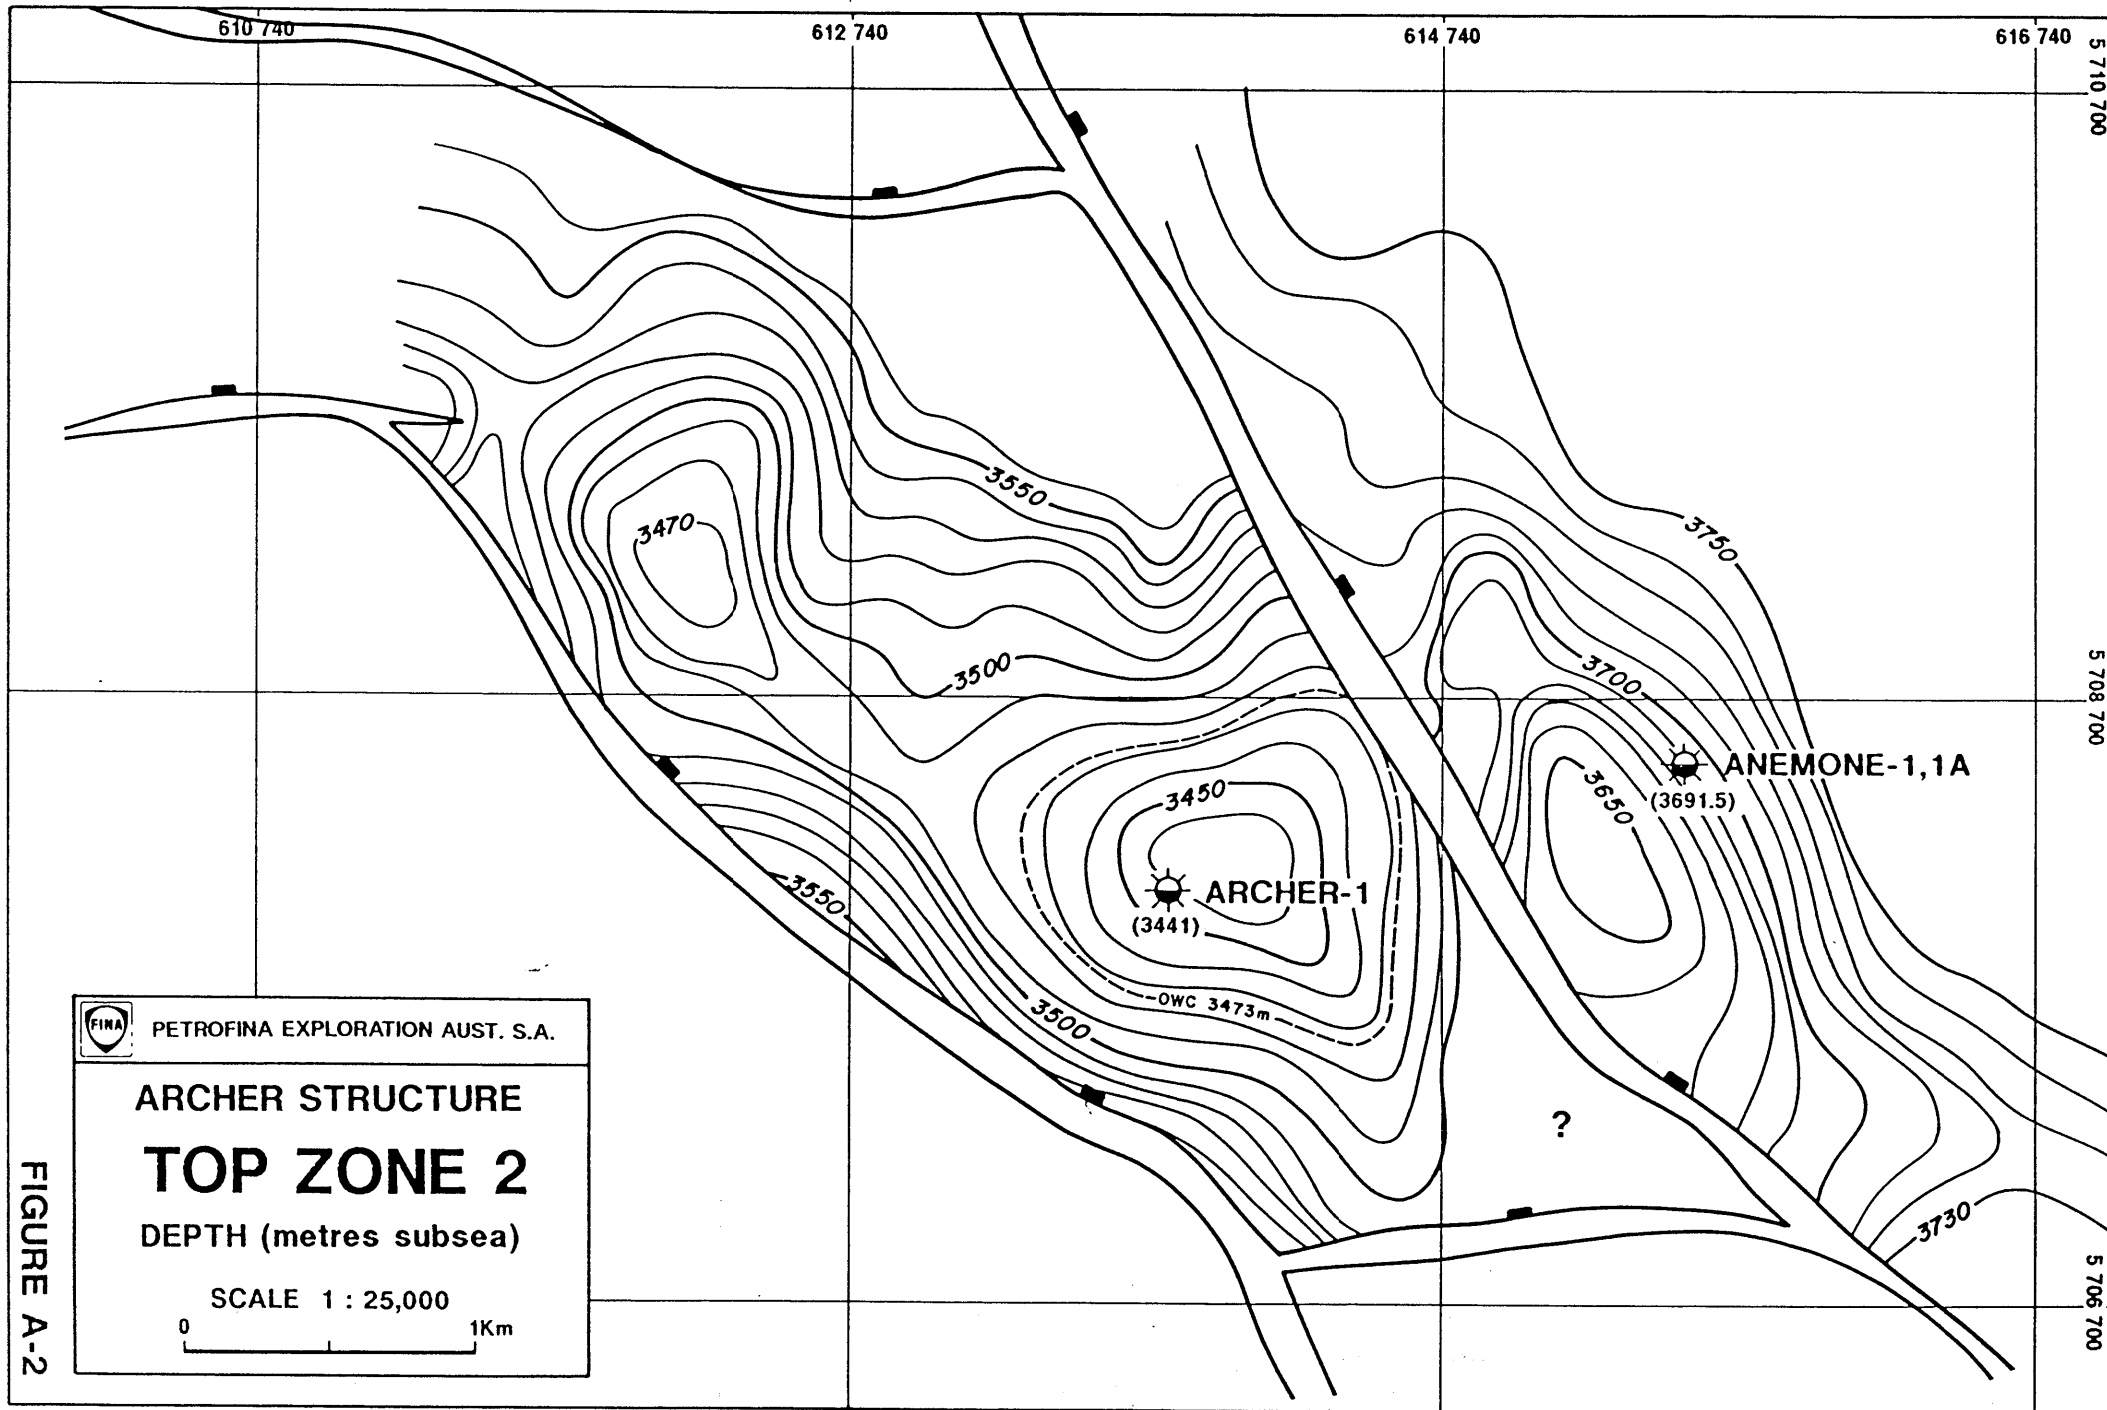 610 740
612 740
614 740
616 740
5 710 700
3550
3750
3470
3500
3700
5 708 700
ANEMONE-1,1A
(3691.5)
3650
3450
ARCHER-1
(3441)
3550
OWC 3473m
3500
?
3730
5 706 700
FINA
PETROFINA EXPLORATION AUST. S.A.
ARCHER STRUCTURE
TOP ZONE 2
DEPTH (metres subsea)
SCALE 1 : 25,000
0 1Km
FIGURE A-2